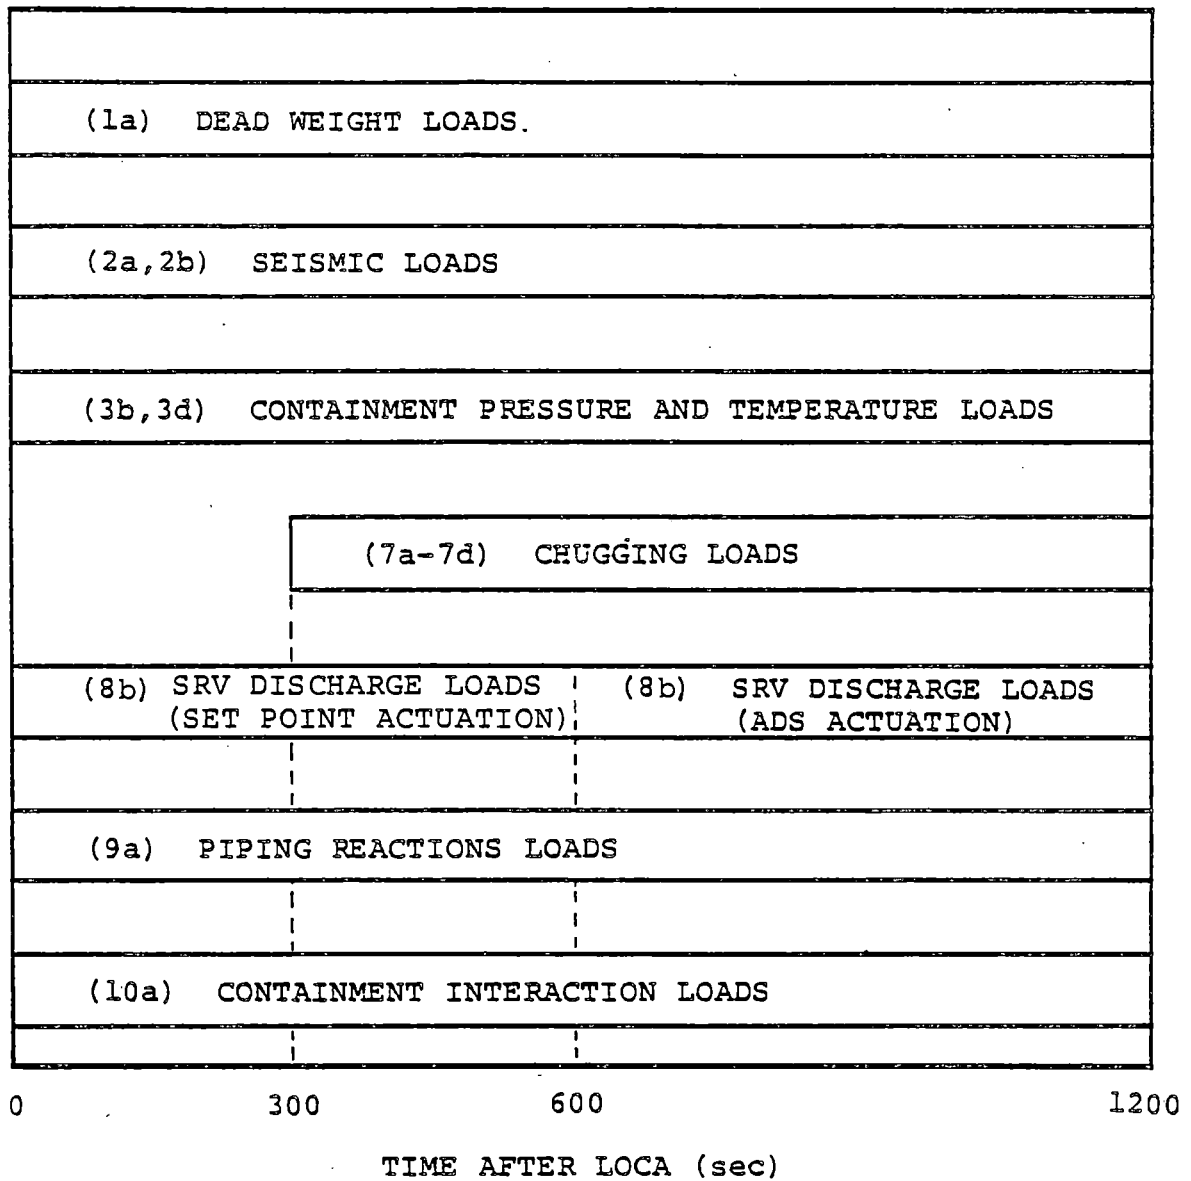 (1a) DEAD WEIGHT LOADS.
(2a,2b) SEISMIC LOADS
(3b,3d) CONTAINMENT PRESSURE AND TEMPERATURE LOADS
(7a-7d) CHUGGING LOADS
(8b) SRV DISCHARGE LOADS
(SET POINT ACTUATION)
(8b) SRV DISCHARGE LOADS
(ADS ACTUATION)
(9a) PIPING REACTIONS LOADS
(10a) CONTAINMENT INTERACTION LOADS
0 300 600 1200
TIME AFTER LOCA (sec)